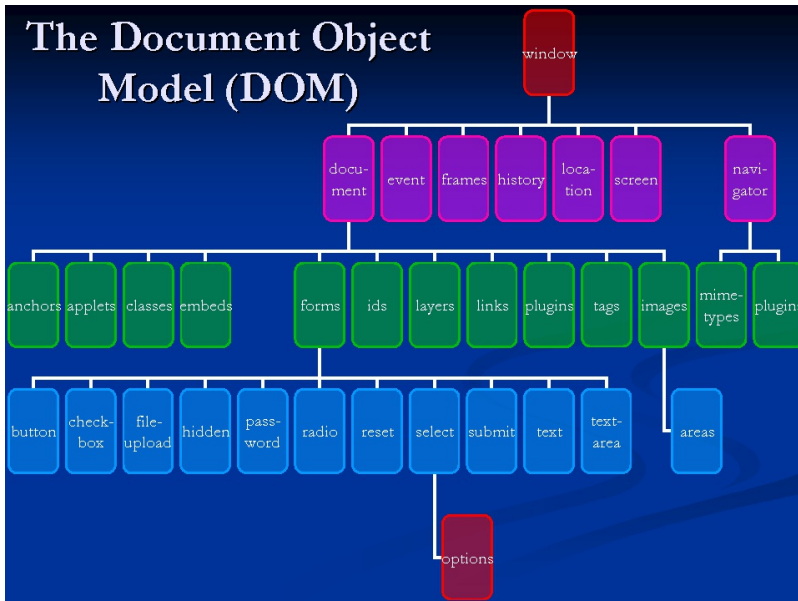 The Document Object
Model (DOM)
window
docu-
ment
event
frames
history
loca-
tion
screen
navi-
gator
anchors
applets
classes
embeds
forms
ids
layers
links
plugins
tags
images
mime-
types
plugins
button
check-
box
file-
upload
hidden
pass-
word
radio
reset
select
submit
text
text-
area
areas
options